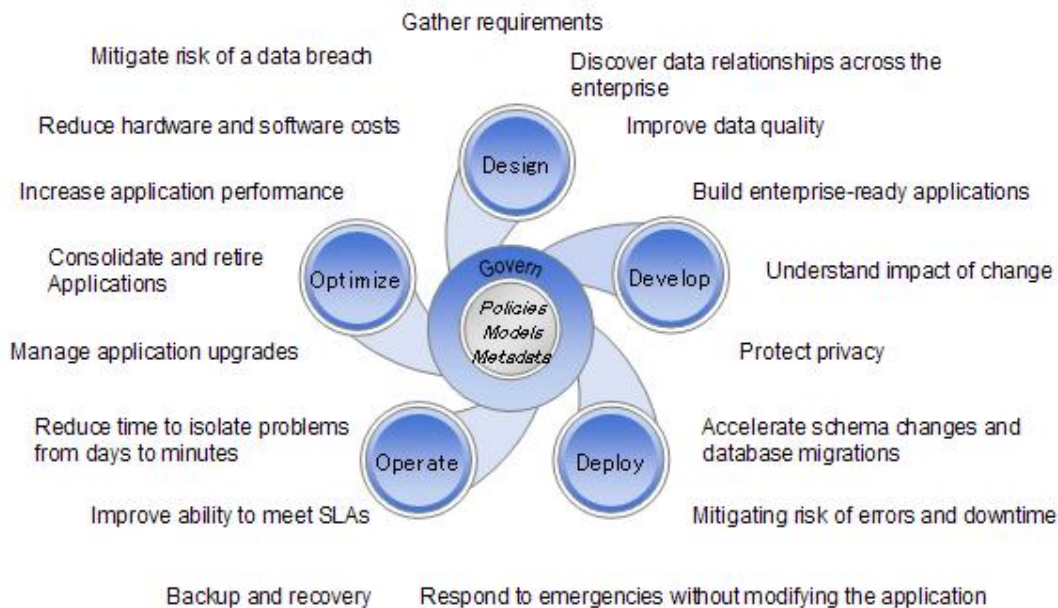 Gather requirements
Mitigate risk of a data breach
Discover data relationships across the
enterprise
Reduce hardware and software costs
Improve data quality
Design
Increase application performance
Build enterprise-ready applications
Consolidate and retire
Applications
Optimize
Govern
Develop
Understand impact of change
Policies
Models
Metadata
Manage application upgrades
Protect privacy
Reduce time to isolate problems
from days to minutes
Operate
Deploy
Accelerate schema changes and
database migrations
Improve ability to meet SLAs
Mitigating risk of errors and downtime
Backup and recovery
Respond to emergencies without modifying the application